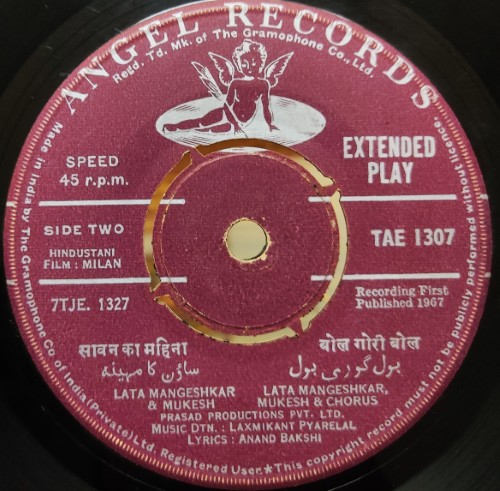 ANGEL RECORDS
Regd. Td. Mk. of The Gramophone Co., Ltd.
EXTENDED
PLAY
SPEED
45 r.p.m.
SIDE TWO
TAE 1307
HINDUSTANI
FILM : MILAN
7TJE. 1327
Recording First
Published 1967
सावन का महिना
बोल गोरी बोल
ساون کا مہینہ
بول گوری بول
LATA MANGESHKAR
& MUKESH
LATA MANGESHKAR,
MUKESH & CHORUS
PRASAD PRODUCTIONS PVT. LTD.
MUSIC DTN. : LAXMIKANT PYARELAL
LYRICS : ANAND BAKSHI
Made in India by The Gramophone Co of India (Private) Ltd, Registered User ★ This record must not be publicly performed without licence.